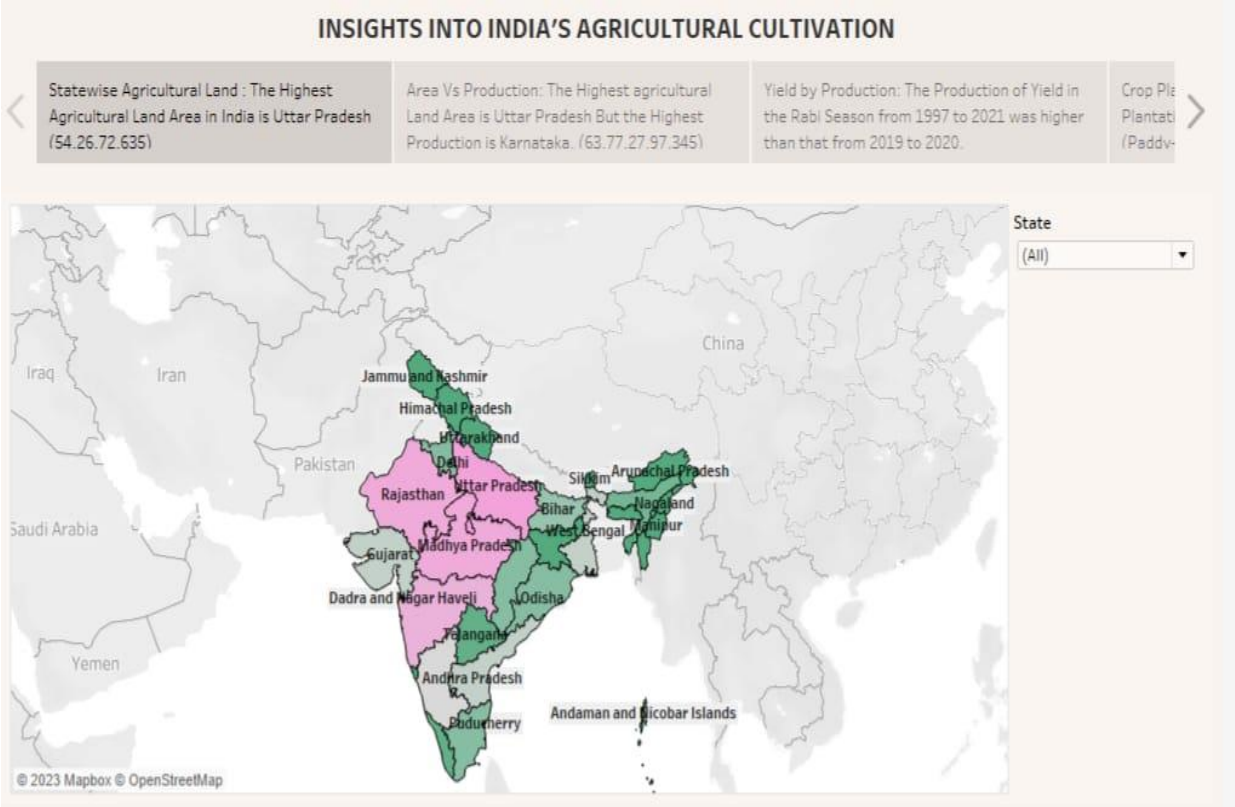 INSIGHTS INTO INDIA'S AGRICULTURAL CULTIVATION
Statewise Agricultural Land : The Highest
Agricultural Land Area in India is Uttar Pradesh
(54.26.72.635)
Area Vs Production: The Highest agricultural
Land Area is Uttar Pradesh But the Highest
Production is Karnataka. (63.77.27.97.345)
Yield by Production: The Production of Yield in
the Rabi Season from 1997 to 2021 was higher
than that from 2019 to 2020.
Crop
(Paddy-
State
(All)
China
Iraq
Iran
Jammu and Kashmir
Himachal Pradesh
Uttarakhand
Pakistan
Delhi
Sikkim
Arunachal Pradesh
Rajasthan
Uttar Pradesh
Bihar
Nagaland
Saudi Arabia
West Bengal
Manipur
Gujarat
Madhya Pradesh
Dadra and Nagar Haveli
Odisha
Telangana
Yemen
Andhra Pradesh
Andaman and Nicobar Islands
Puducherry
© 2023 Mapbox © OpenStreetMap